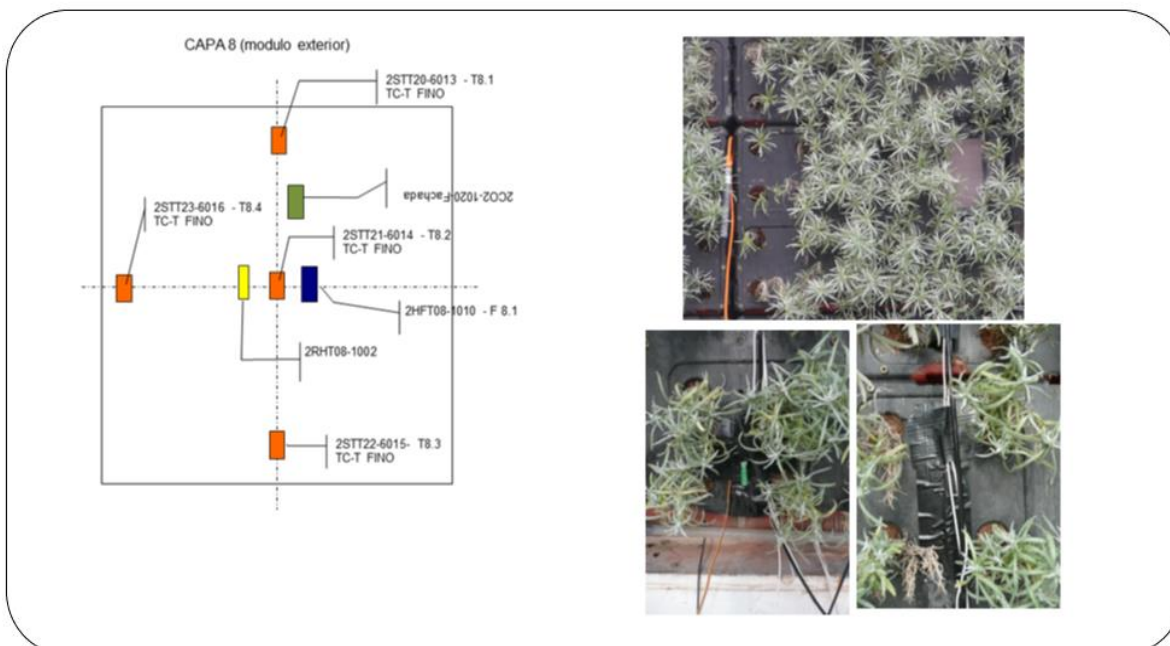 CAPA 8 (modulo exterior)
2STT20-6013 - T8.1
TC-T FINO
2CO2-1020-Fachada
2STT23-6016 - T8.4
TC-T FINO
2STT21-6014 - T8.2
TC-T FINO
2HFT08-1010 - F 8.1
2RHT08-1002
2STT22-6015- T8.3
TC-T FINO